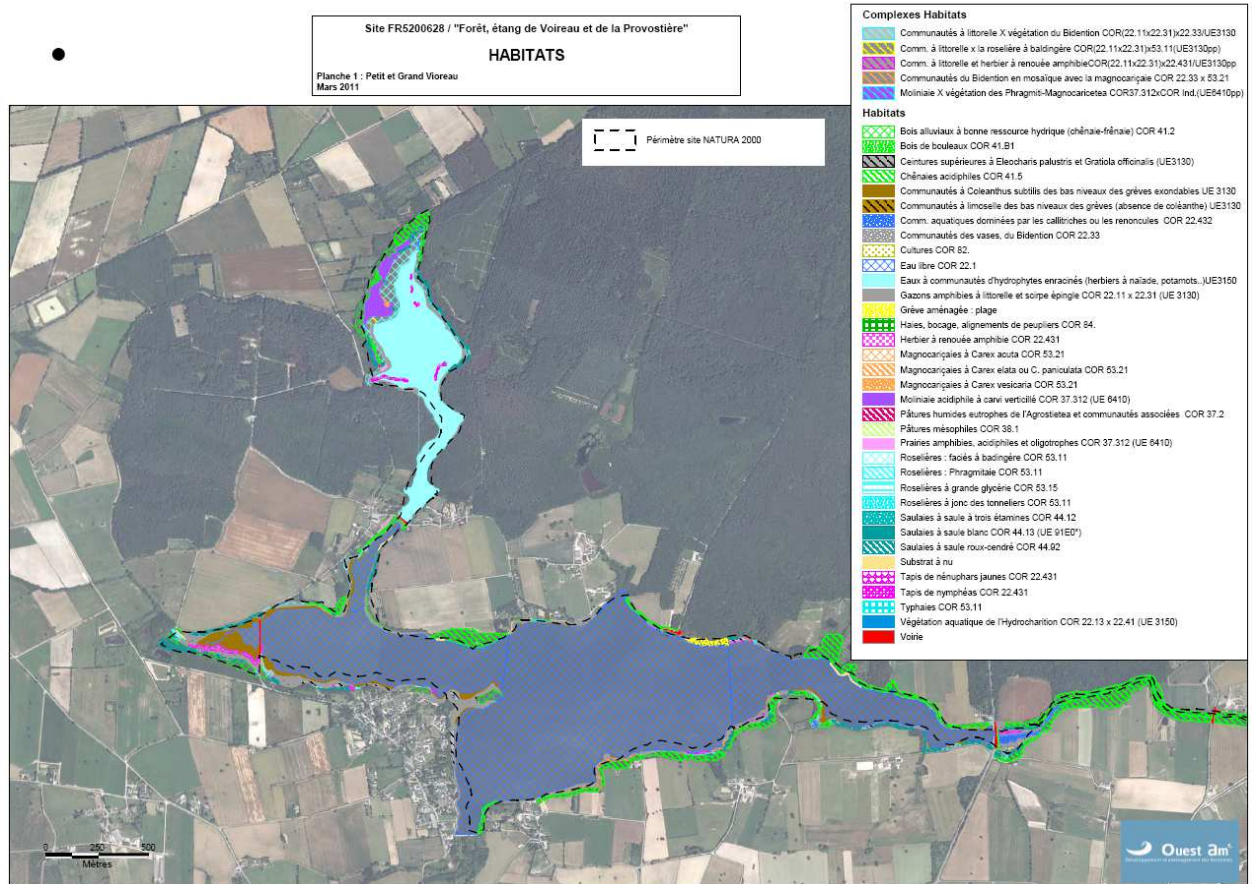 Site FR5200628 / "Forêt, étang de Voireau et de la Provostière"
HABITATS
Planche 1 : Petit et Grand Vioreau
Mars 2011
Périmètre site NATURA 2000
Complexes Habitats
Communautés à littorelle X végétation du Bidention COR(22.11x22.31)x22.33/UE3130
Comm. à littorelle x la roselière à baldingère COR(22.11x22.31)x53.11(UE3130pp)
Comm. à littorelle et herbier à renouée amphibieCOR(22.11x22.31)x22.431/UE3130pp
Communautés du Bidention en mosaïque avec la magnocariçaie COR 22.33 x 53.21
Moliniaie X végétation des Phragmiti-Magnocaricetea COR37.312xCOR Ind.(UE6410pp)
Habitats
Bois alluviaux à bonne ressource hydrique (chênaie-frênaie) COR 41.2
Bois de bouleaux COR 41.B1
Ceintures supérieures à Eleocharis palustris et Gratiola officinalis (UE3130)
Chênaies acidiphiles COR 41.5
Communautés à Coleanthus subtilis des bas niveaux des grèves exondables UE 3130
Communautés à limoselle des bas niveaux des grèves (absence de coléanthe) UE3130
Comm. aquatiques dominées par les callitriches ou les renoncules COR 22.432
Communautés des vases, du Bidention COR 22.33
Cultures COR 82.
Eau libre COR 22.1
Eaux à communautés d'hydrophytes enracinés (herbiers à naïade, potamots..)UE3150
Gazons amphibies à littorelle et scirpe épingle COR 22.11 x 22.31 (UE 3130)
Grève aménagée : plage
Haies, bocage, alignements de peupliers COR 84.
Herbier à renouée amphibie COR 22.431
Magnocariçaies à Carex acuta COR 53.21
Magnocariçaies à Carex elata ou C. paniculata COR 53.21
Magnocariçaies à Carex vesicaria COR 53.21
Moliniaie acidiphile à carvi verticillé COR 37.312 (UE 6410)
Pâtures humides eutrophes de l'Agrostietea et communautés associées COR 37.2
Pâtures mésophiles COR 38.1
Prairies amphibies, acidiphiles et oligotrophes COR 37.312 (UE 6410)
Roselières : faciès à badingère COR 53.11
Roselières : Phragmitaie COR 53.11
Roselières à grande glycérie COR 53.15
Roselières à jonc des tonneliers COR 53.11
Saulaies à saule à trois étamines COR 44.12
Saulaies à saule blanc COR 44.13 (UE 91E0*)
Saulaies à saule roux-cendré COR 44.92
Substrat à nu
Tapis de nénuphars jaunes COR 22.431
Tapis de nymphéas COR 22.431
Typhaies COR 53.11
Végétation aquatique de l'Hydrocharition COR 22.13 x 22.41 (UE 3150)
Voirie
0 250 500
Mètres
Ouest am'